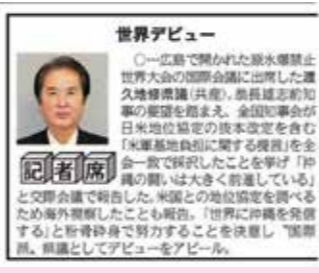 世界デビュー
○―広島で開かれた原水爆禁止
世界大会の国際会議に出席した渡
久地修県議(共産)。翁長雄志前知
事の要望を踏まえ、全国知事会が
日米地位協定の抜本改定を含む
「米軍基地負担に関する提言」を全
会一致で採択したことを挙げ「沖
縄の闘いは大きく前進している」
と交際会議で報告した。米国との地位協定を調べる
ため海外視察したことも報告。「世界に沖縄を発信
する」と粉骨砕身で努力することを決意し〝国際
派〟県議としてデビューをアピール。
記者席